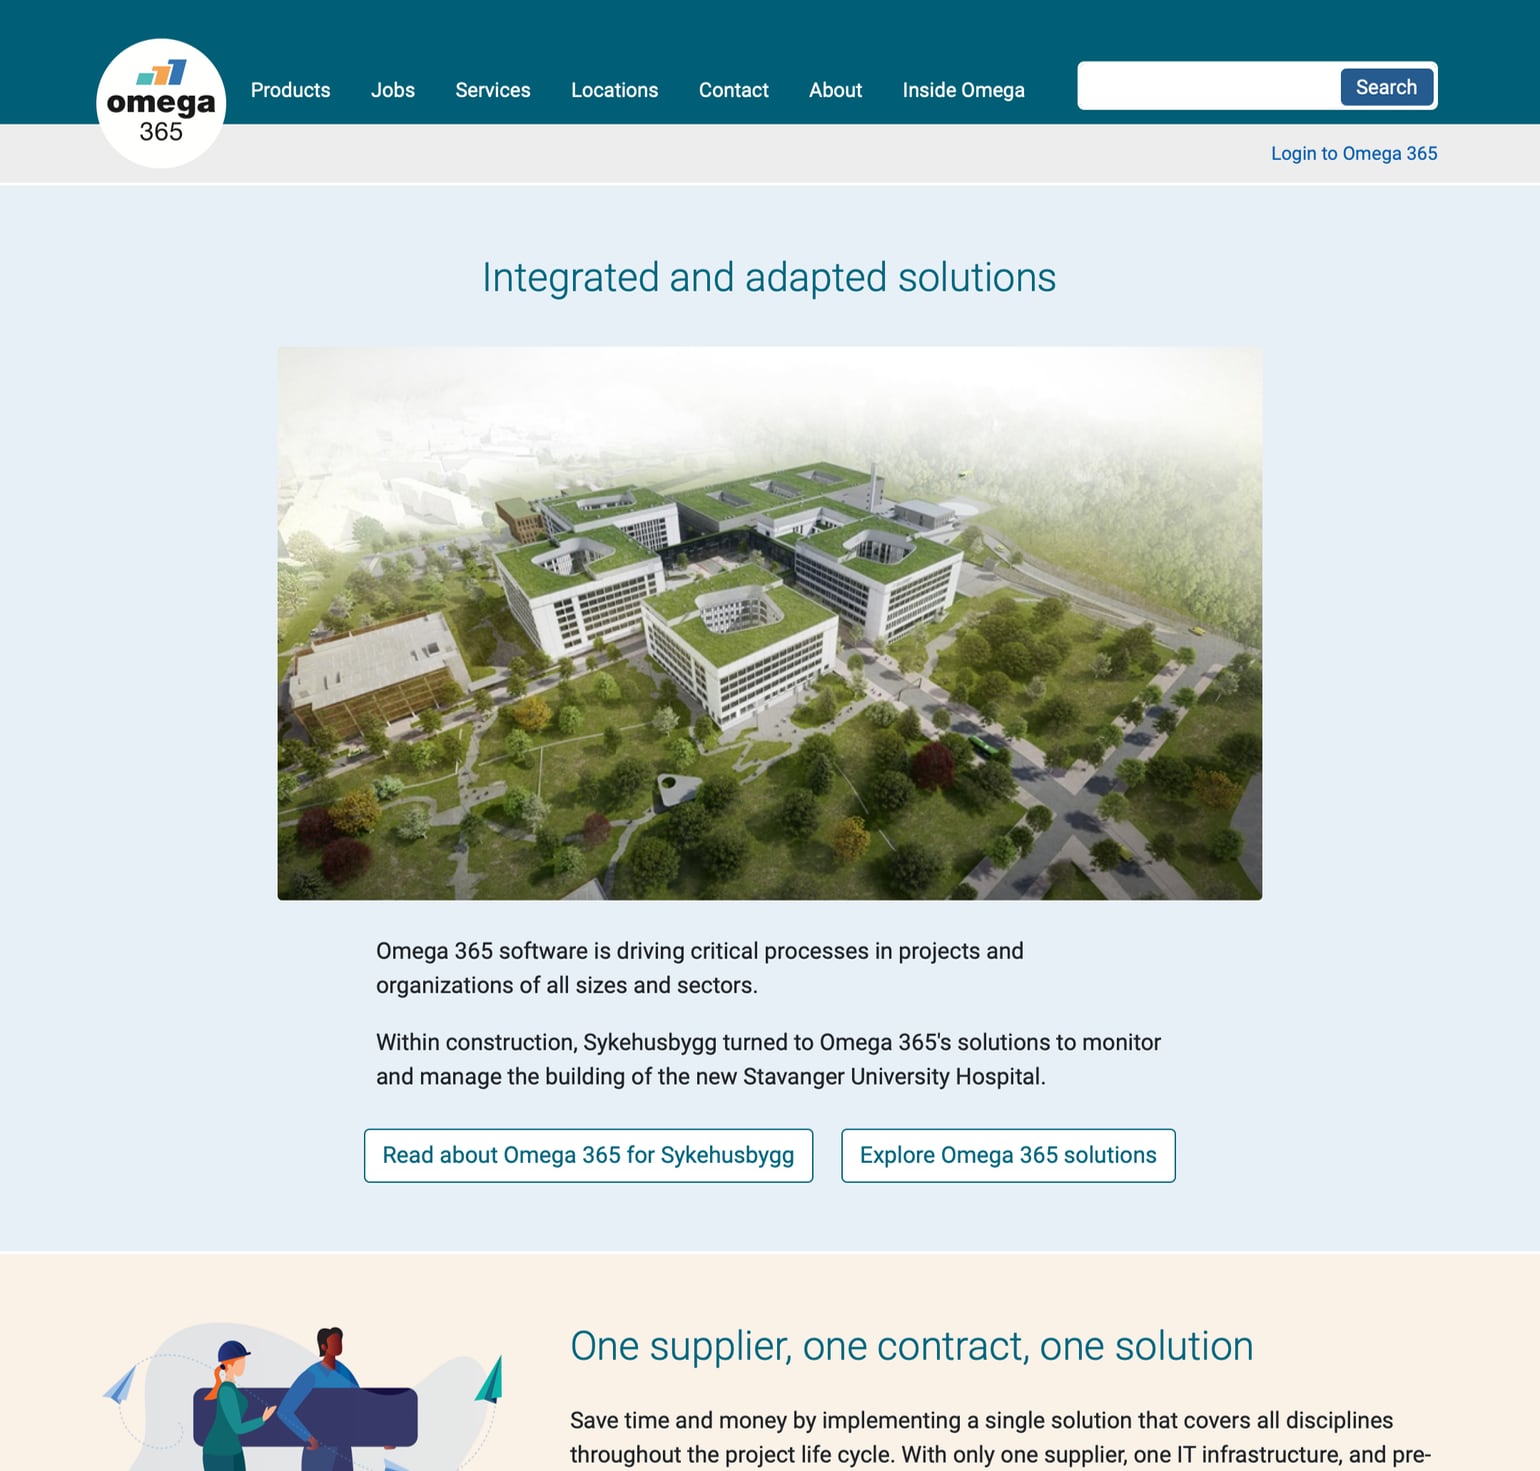 omega
365
Products
Jobs
Services
Locations
Contact
About
Inside Omega
Search
Login to Omega 365
Integrated and adapted solutions
Omega 365 software is driving critical processes in projects and
organizations of all sizes and sectors.
Within construction, Sykehusbygg turned to Omega 365's solutions to monitor
and manage the building of the new Stavanger University Hospital.
Read about Omega 365 for Sykehusbygg
Explore Omega 365 solutions
One supplier, one contract, one solution
Save time and money by implementing a single solution that covers all disciplines
throughout the project life cycle. With only one supplier, one IT infrastructure, and pre-